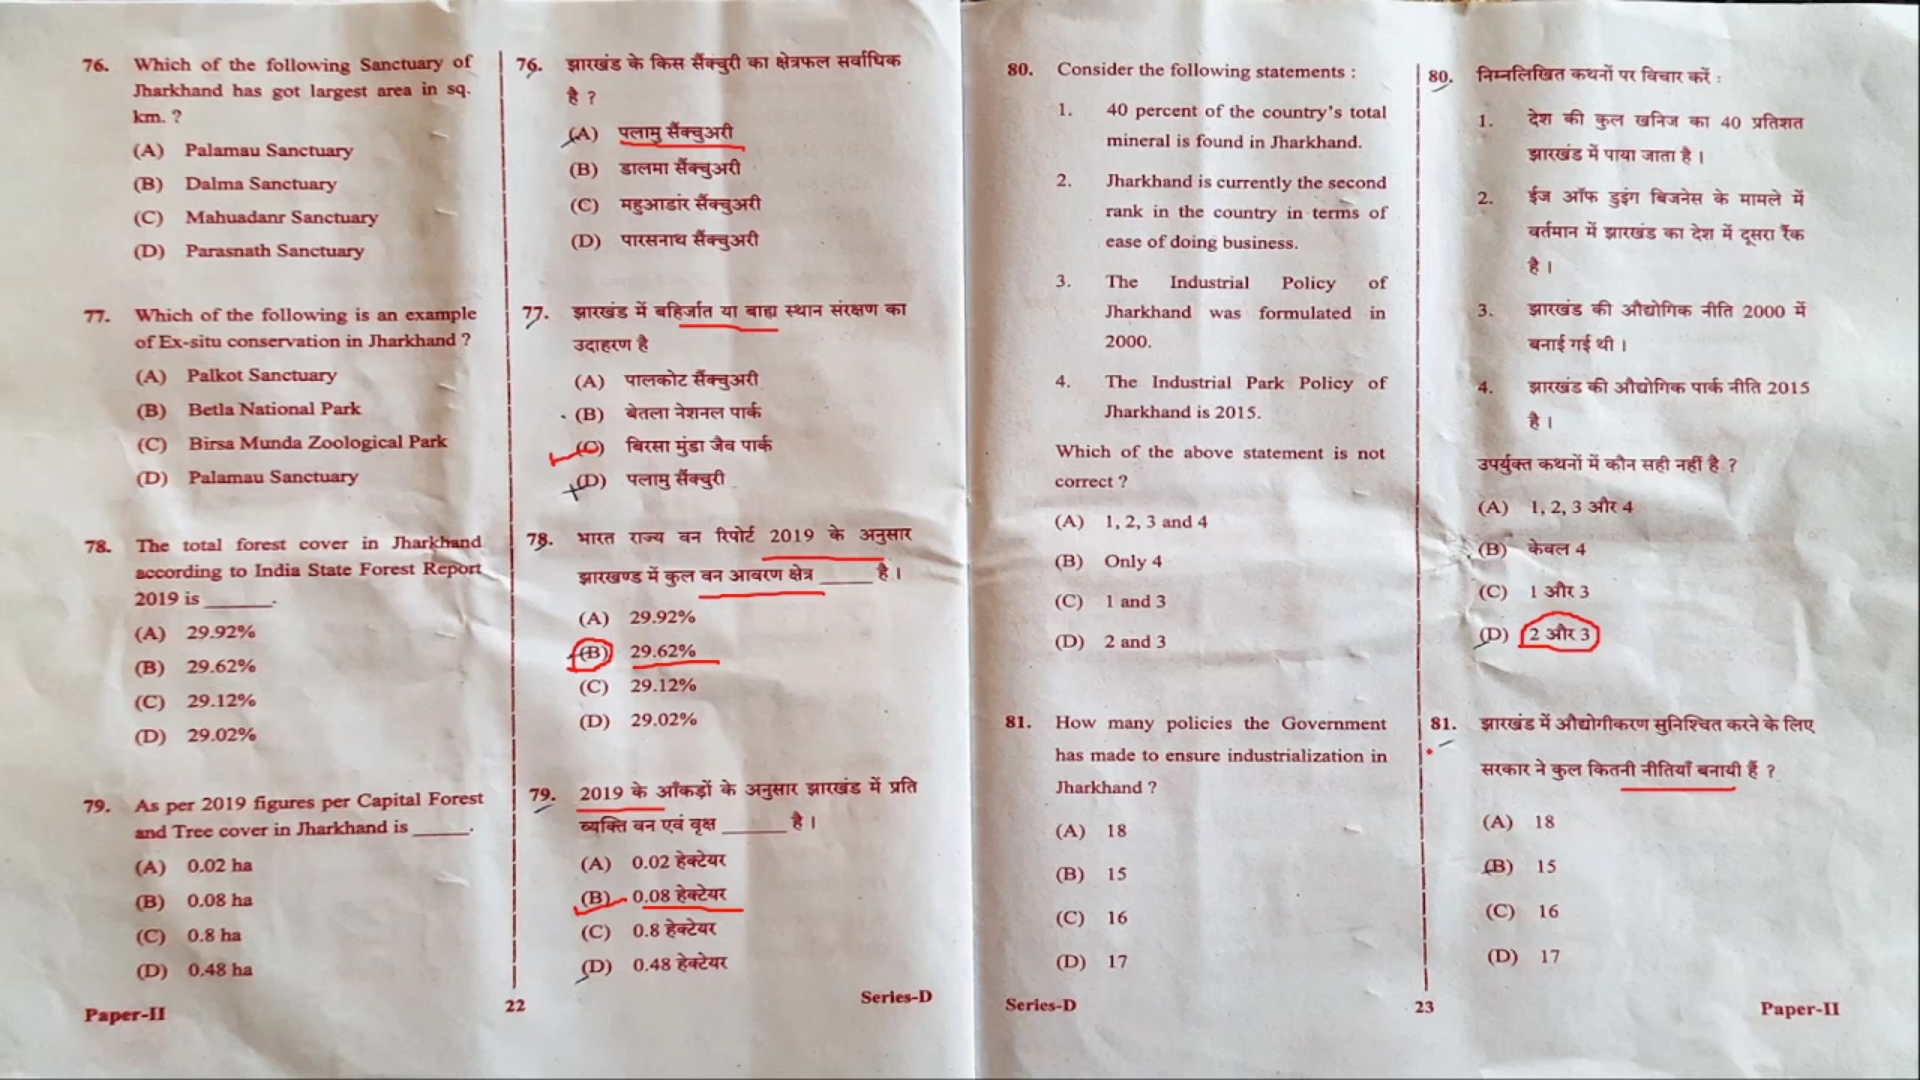 76. Which of the following Sanctuary of
Jharkhand has got largest area in sq.
km. ?
(A) Palamau Sanctuary
(B) Dalma Sanctuary
(C) Mahuadanr Sanctuary
(D) Parasnath Sanctuary
77. Which of the following is an example
of Ex-situ conservation in Jharkhand ?
(A) Palkot Sanctuary
(B) Betla National Park
(C) Birsa Munda Zoological Park
(D) Palamau Sanctuary
78. The total forest cover in Jharkhand
according to India State Forest Report
2019 is ______.
(A) 29.92%
(B) 29.62%
(C) 29.12%
(D) 29.02%
79. As per 2019 figures per Capital Forest
and Tree cover in Jharkhand is _____.
(A) 0.02 ha
(B) 0.08 ha
(C) 0.8 ha
(D) 0.48 ha
Paper-II
76. झारखंड के किस सैंक्चुरी का क्षेत्रफल सर्वाधिक
है ?
(A) पलामु सैंक्चुअरी
(B) डालमा सैंक्चुअरी
(C) महुआडांर सैंक्चुअरी
(D) पारसनाथ सैंक्चुअरी
77. झारखंड में बहिर्जात या बाह्य स्थान संरक्षण का
उदाहरण है
(A) पालकोट सैंक्चुअरी
(B) बेतला नेशनल पार्क
(C) बिरसा मुंडा जैव पार्क
(D) पलामु सैंक्चुरी
78. भारत राज्य वन रिपोर्ट 2019 के अनुसार
झारखण्ड में कुल वन आवरण क्षेत्र _____ है ।
(A) 29.92%
(B) 29.62%
(C) 29.12%
(D) 29.02%
79. 2019 के आँकड़ों के अनुसार झारखंड में प्रति
व्यक्ति वन एवं वृक्ष ______ है ।
(A) 0.02 हेक्टेयर
(B) 0.08 हेक्टेयर
(C) 0.8 हेक्टेयर
(D) 0.48 हेक्टेयर
22
Series-D
80. Consider the following statements :
1. 40 percent of the country's total
mineral is found in Jharkhand.
2. Jharkhand is currently the second
rank in the country in terms of
ease of doing business.
3. The Industrial Policy of
Jharkhand was formulated in
2000.
4. The Industrial Park Policy of
Jharkhand is 2015.
Which of the above statement is not
correct ?
(A) 1, 2, 3 and 4
(B) Only 4
(C) 1 and 3
(D) 2 and 3
81. How many policies the Government
has made to ensure industrialization in
Jharkhand ?
(A) 18
(B) 15
(C) 16
(D) 17
Series-D
80. निम्नलिखित कथनों पर विचार करें :
1. देश की कुल खनिज का 40 प्रतिशत
झारखंड में पाया जाता है ।
2. ईज ऑफ डुइंग बिजनेस के मामले में
वर्तमान में झारखंड का देश में दूसरा रैंक
है ।
3. झारखंड की औद्योगिक नीति 2000 में
बनाई गई थी ।
4. झारखंड की औद्योगिक पार्क नीति 2015
है ।
उपर्युक्त कथनों में कौन सही नहीं है ?
(A) 1, 2, 3 और 4
(B) केवल 4
(C) 1 और 3
(D) 2 और 3
81. झारखंड में औद्योगीकरण सुनिश्चित करने के लिए
सरकार ने कुल कितनी नीतियाँ बनायी हैं ?
(A) 18
(B) 15
(C) 16
(D) 17
23
Paper-II